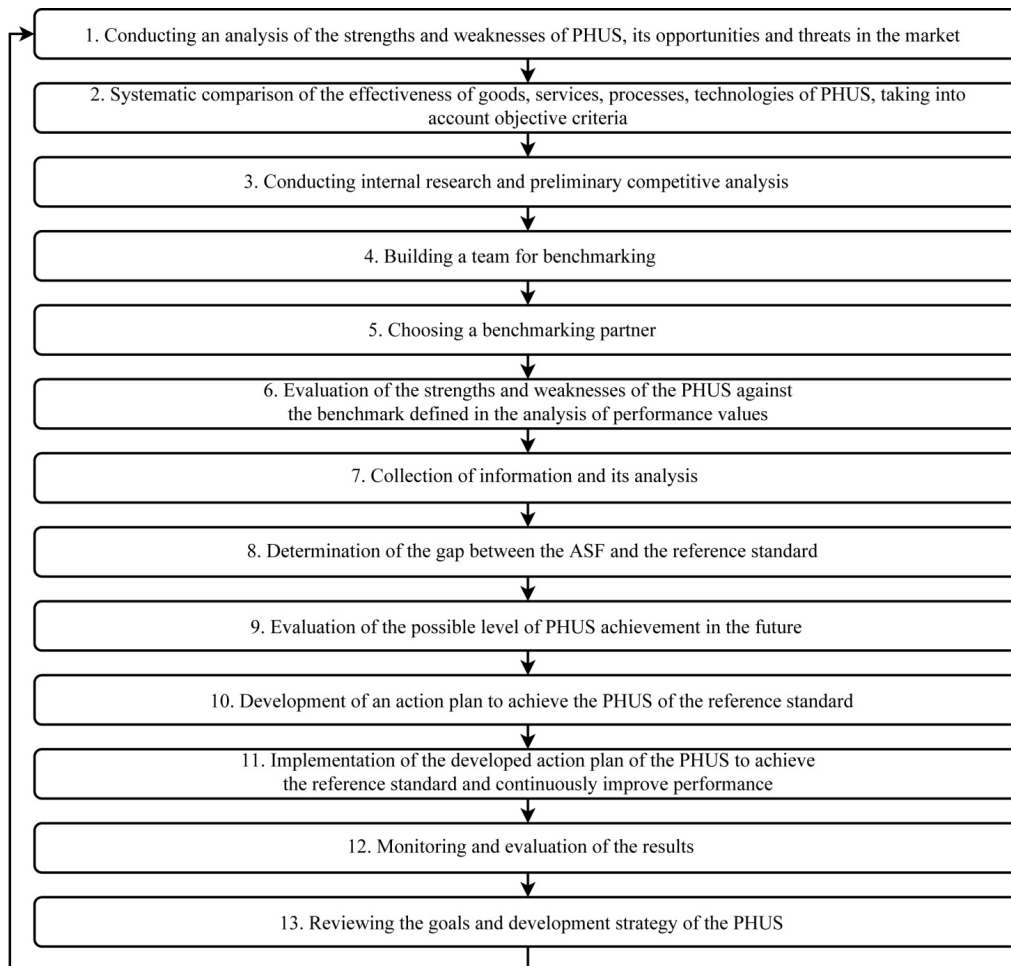 1. Conducting an analysis of the strengths and weaknesses of PHUS, its opportunities and threats in the market
2. Systematic comparison of the effectiveness of goods, services, processes, technologies of PHUS, taking into
account objective criteria
3. Conducting internal research and preliminary competitive analysis
4. Building a team for benchmarking
5. Choosing a benchmarking partner
6. Evaluation of the strengths and weaknesses of the PHUS against
the benchmark defined in the analysis of performance values
7. Collection of information and its analysis
8. Determination of the gap between the ASF and the reference standard
9. Evaluation of the possible level of PHUS achievement in the future
10. Development of an action plan to achieve the PHUS of the reference standard
11. Implementation of the developed action plan of the PHUS to achieve
the reference standard and continuously improve performance
12. Monitoring and evaluation of the results
13. Reviewing the goals and development strategy of the PHUS